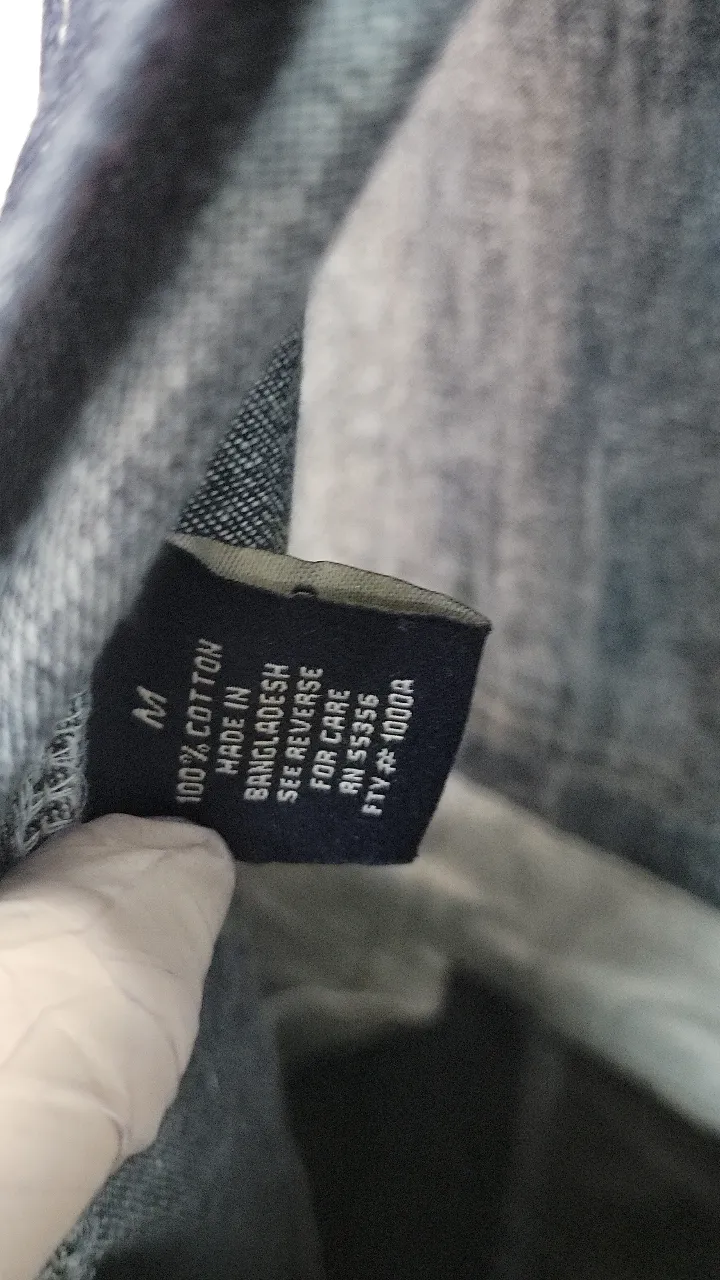 M
100% COTTON
MADE IN
BANGLADESH
SEE REVERSE
FOR CARE
RN 55356
FTY # 1000A